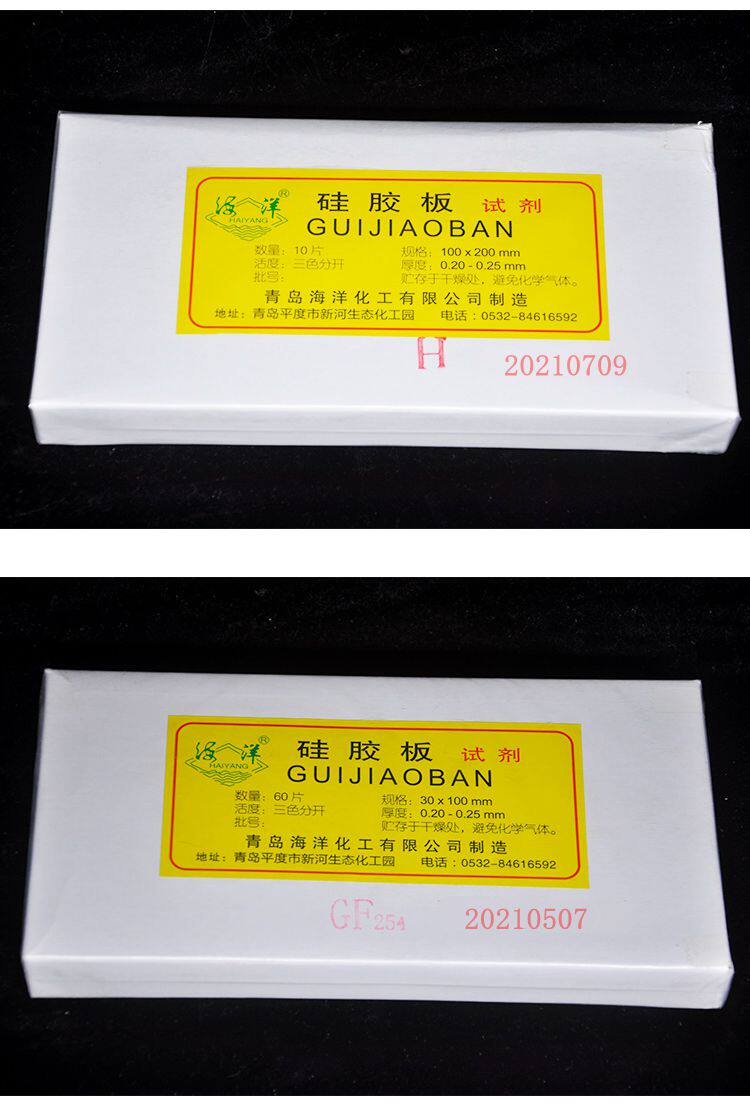 海洋®
HAIYANG
硅胶板 试剂
GUIJIAOBAN
数量：10片 规格：100 x 200 mm
活度：三色分开 厚度：0.20 - 0.25 mm
批号： 贮存于干燥处，避免化学气体。
青岛海洋化工有限公司制造
地址：青岛平度市新河生态化工园 电话：0532-84616592
H 20210709
海洋®
HAIYANG
硅胶板 试剂
GUIJIAOBAN
数量：60片 规格：30 x 100 mm
活度：三色分开 厚度：0.20 - 0.25 mm
批号： 贮存于干燥处，避免化学气体。
青岛海洋化工有限公司制造
地址：青岛平度市新河生态化工园 电话：0532-84616592
GF254 20210507